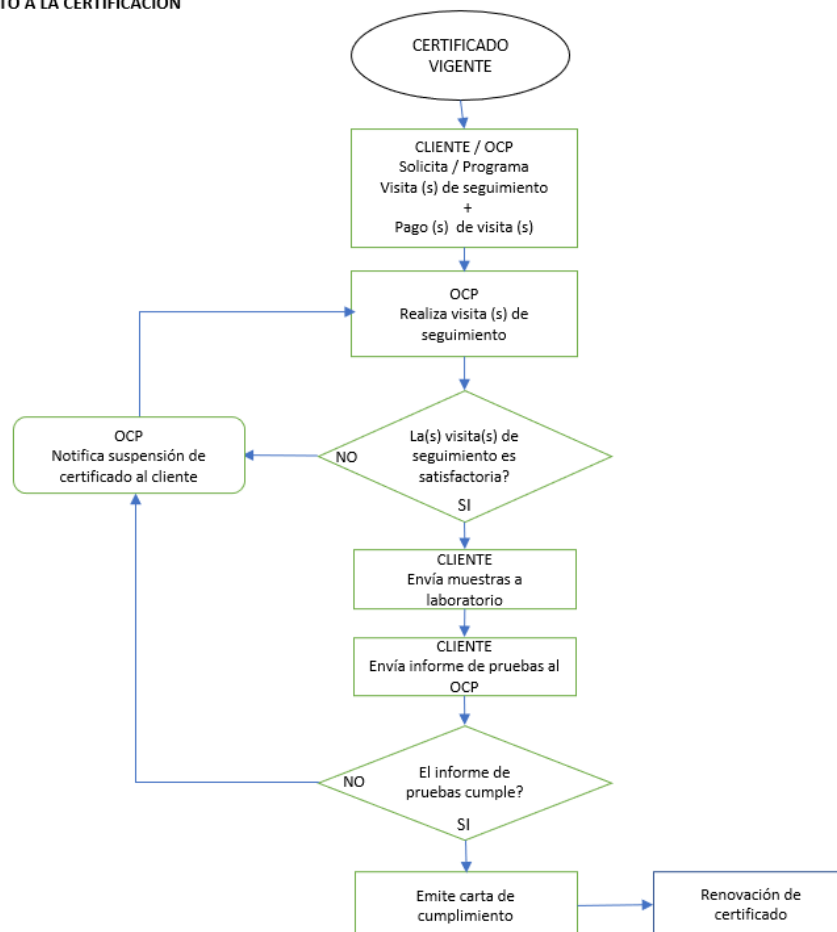 TO A LA CERTIFICACIÓN
CERTIFICADO
VIGENTE
CLIENTE / OCP
Solicita / Programa
Visita (s) de seguimiento
+
Pago (s) de visita (s)
OCP
Realiza visita (s) de
seguimiento
OCP
Notifica suspensión de
certificado al cliente
NO
La(s) visita(s) de
seguimiento es
satisfactoria?
SI
CLIENTE
Envía muestras a
laboratorio
CLIENTE
Envía informe de pruebas al
OCP
NO
El informe de
pruebas cumple?
SI
Emite carta de
cumplimiento
Renovación de
certificado